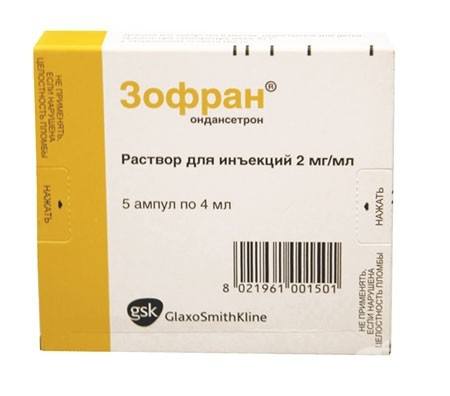 Зофран®
ондансетрон
Раствор для инъекций 2 мг/мл
5 ампул по 4 мл
НЕ ПРИМЕНЯТЬ,
ЕСЛИ НАРУШЕНА
ЦЕЛОСТНОСТЬ ПЛОМБЫ
НАЖАТЬ
НАЖАТЬ
НЕ ПРИМЕНЯТЬ,
ЕСЛИ НАРУШЕНА
ЦЕЛОСТНОСТЬ ПЛОМБЫ
8 021961 001501
gsk GlaxoSmithKline